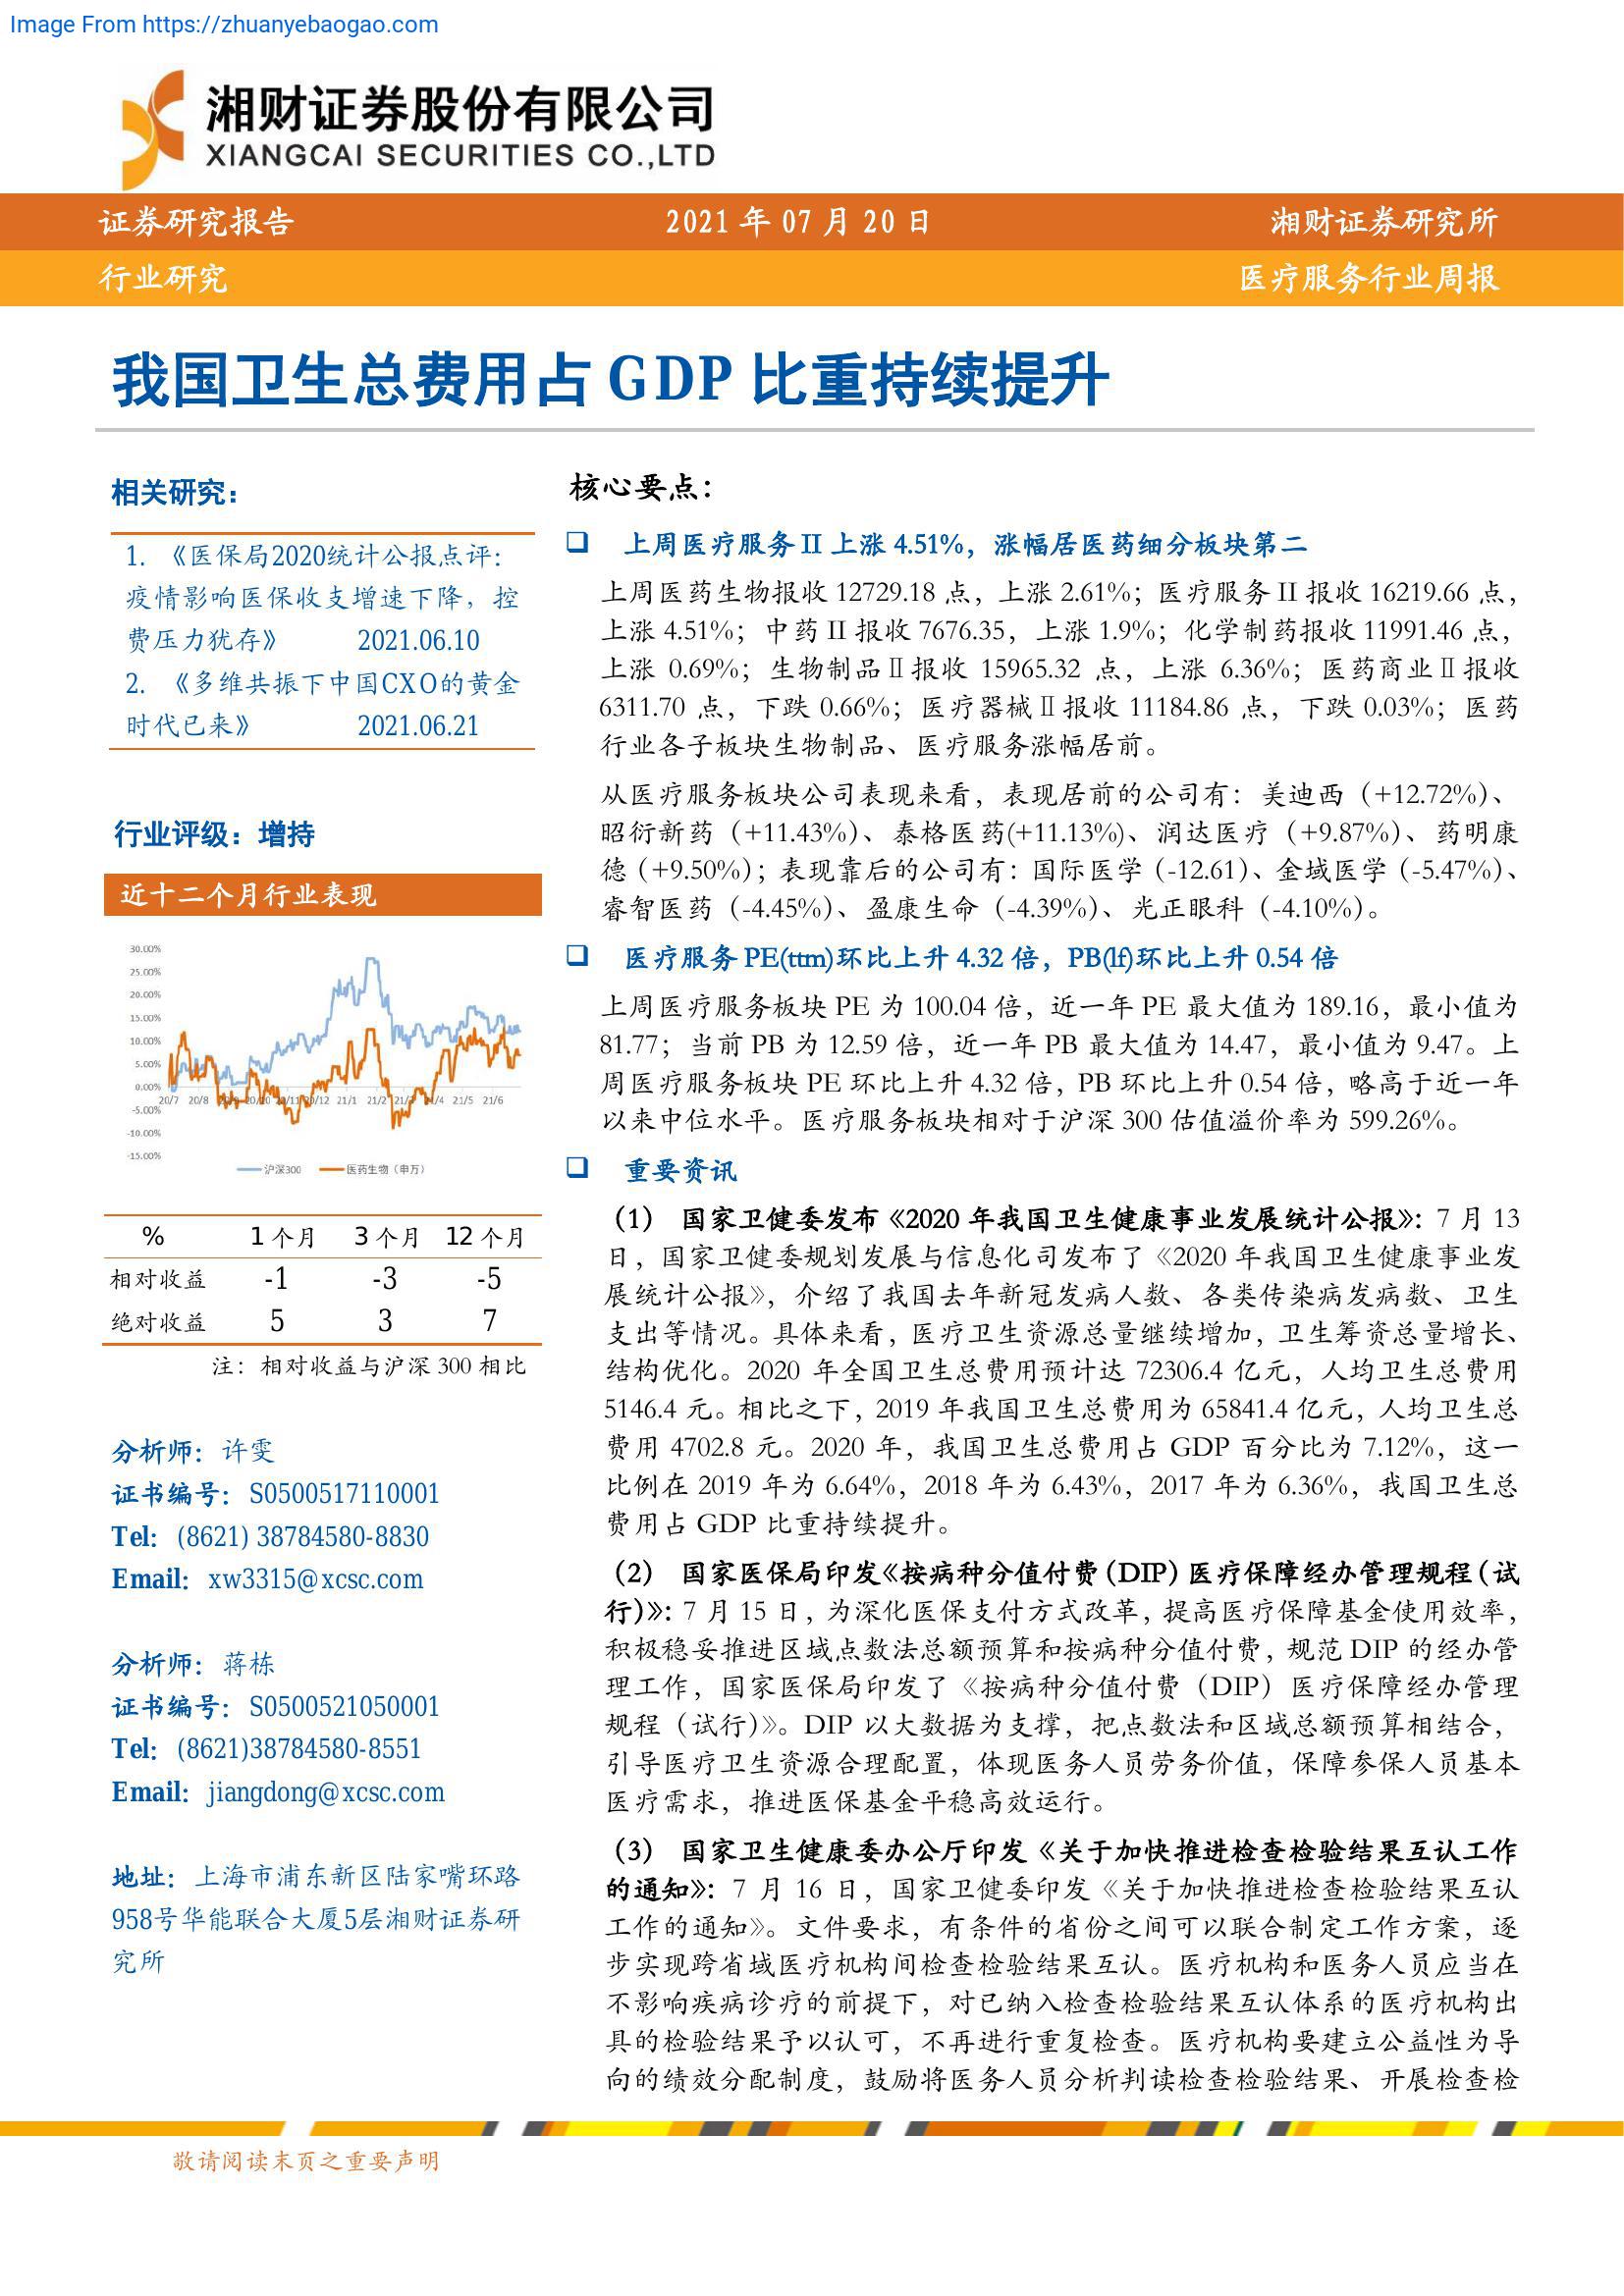 Image From https://zhuanyebaogao.com
湘财证券股份有限公司
XIANGCAI SECURITIES CO.,LTD
证券研究报告 2021 年 07 月 20 日 湘财证券研究所
行业研究 医疗服务行业周报
我国卫生总费用占 GDP 比重持续提升
相关研究：
1. 《医保局2020统计公报点评：
疫情影响医保收支增速下降，控
费压力犹存》 2021.06.10
2. 《多维共振下中国CXO的黄金
时代已来》 2021.06.21
行业评级：增持
近十二个月行业表现
30.00%
25.00%
20.00%
15.00%
10.00%
5.00%
0.00%
-5.00%
-10.00%
-15.00%
20/7 20/8 20/9 20/10 20/11 20/12 21/1 21/2 21/3 21/4 21/5 21/6
沪深300 医药生物（申万）
% 1 个月 3 个月 12 个月
相对收益 -1 -3 -5
绝对收益 5 3 7
注：相对收益与沪深 300 相比
分析师：许雯
证书编号：S0500517110001
Tel：(8621) 38784580-8830
Email：xw3315@xcsc.com
分析师：蒋栋
证书编号：S0500521050001
Tel：(8621)38784580-8551
Email：jiangdong@xcsc.com
地址：上海市浦东新区陆家嘴环路
958号华能联合大厦5层湘财证券研
究所
核心要点：
❑ 上周医疗服务 II 上涨 4.51%，涨幅居医药细分板块第二
上周医药生物报收 12729.18 点，上涨 2.61%；医疗服务 II 报收 16219.66 点，
上涨 4.51%；中药 II 报收 7676.35，上涨 1.9%；化学制药报收 11991.46 点，
上涨 0.69%；生物制品Ⅱ报收 15965.32 点，上涨 6.36%；医药商业Ⅱ报收
6311.70 点，下跌 0.66%；医疗器械Ⅱ报收 11184.86 点，下跌 0.03%；医药
行业各子板块生物制品、医疗服务涨幅居前。
从医疗服务板块公司表现来看，表现居前的公司有：美迪西（+12.72%）、
昭衍新药（+11.43%）、泰格医药(+11.13%)、润达医疗（+9.87%）、药明康
德（+9.50%）；表现靠后的公司有：国际医学（-12.61）、金域医学（-5.47%）、
睿智医药（-4.45%）、盈康生命（-4.39%）、光正眼科（-4.10%）。
❑ 医疗服务 PE(ttm)环比上升 4.32 倍，PB(lf)环比上升 0.54 倍
上周医疗服务板块 PE 为 100.04 倍，近一年 PE 最大值为 189.16，最小值为
81.77；当前 PB 为 12.59 倍，近一年 PB 最大值为 14.47，最小值为 9.47。上
周医疗服务板块 PE 环比上升 4.32 倍，PB 环比上升 0.54 倍，略高于近一年
以来中位水平。医疗服务板块相对于沪深 300 估值溢价率为 599.26%。
❑ 重要资讯
（1） 国家卫健委发布《2020 年我国卫生健康事业发展统计公报》：7 月 13
日，国家卫健委规划发展与信息化司发布了《2020 年我国卫生健康事业发
展统计公报》，介绍了我国去年新冠发病人数、各类传染病发病数、卫生
支出等情况。具体来看，医疗卫生资源总量继续增加，卫生筹资总量增长、
结构优化。2020 年全国卫生总费用预计达 72306.4 亿元，人均卫生总费用
5146.4 元。相比之下，2019 年我国卫生总费用为 65841.4 亿元，人均卫生总
费用 4702.8 元。2020 年，我国卫生总费用占 GDP 百分比为 7.12%，这一
比例在 2019 年为 6.64%，2018 年为 6.43%，2017 年为 6.36%，我国卫生总
费用占 GDP 比重持续提升。
（2） 国家医保局印发《按病种分值付费（DIP）医疗保障经办管理规程（试
行）》：7 月 15 日，为深化医保支付方式改革，提高医疗保障基金使用效率，
积极稳妥推进区域点数法总额预算和按病种分值付费，规范 DIP 的经办管
理工作，国家医保局印发了《按病种分值付费（DIP）医疗保障经办管理
规程（试行）》。DIP 以大数据为支撑，把点数法和区域总额预算相结合，
引导医疗卫生资源合理配置，体现医务人员劳务价值，保障参保人员基本
医疗需求，推进医保基金平稳高效运行。
（3） 国家卫生健康委办公厅印发《关于加快推进检查检验结果互认工作
的通知》：7 月 16 日，国家卫健委印发《关于加快推进检查检验结果互认
工作的通知》。文件要求，有条件的省份之间可以联合制定工作方案，逐
步实现跨省域医疗机构间检查检验结果互认。医疗机构和医务人员应当在
不影响疾病诊疗的前提下，对已纳入检查检验结果互认体系的医疗机构出
具的检验结果予以认可，不再进行重复检查。医疗机构要建立公益性为导
向的绩效分配制度，鼓励将医务人员分析判读检查检验结果、开展检查检
敬请阅读末页之重要声明